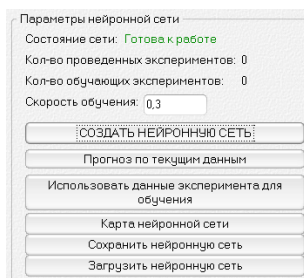 Параметры нейронной сети
Состояние сети: Готова к работе
Кол-во проведенных экспериментов: 0
Кол-во обучающих экспериментов: 0
Скорость обучения: 0,3
СОЗДАТЬ НЕЙРОННУЮ СЕТЬ
Прогноз по текущим данным
Использовать данные эксперимента для
обучения
Карта нейронной сети
Сохранить нейронную сеть
Загрузить нейронную сеть